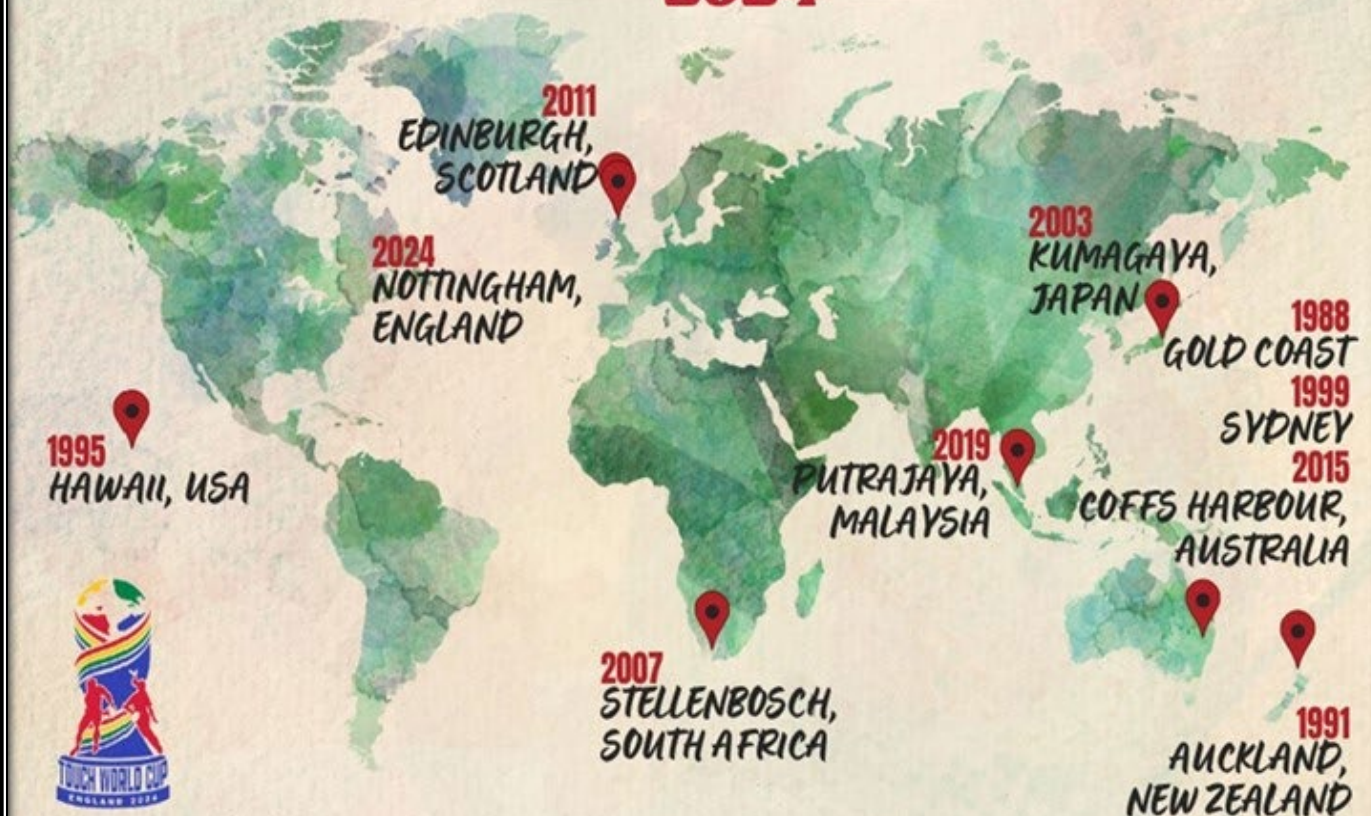 2011
EDINBURGH,
SCOTLAND
2024
NOTTINGHAM,
ENGLAND
2003
KUMAGAYA,
JAPAN
1988
GOLD COAST
1999
SYDNEY
2015
COFFS HARBOUR,
AUSTRALIA
1995
HAWAII, USA
2019
PUTRAJAYA,
MALAYSIA
2007
STELLENBOSCH,
SOUTH AFRICA
1991
AUCKLAND,
NEW ZEALAND
TOUCH WORLD CUP
ENGLAND 2024